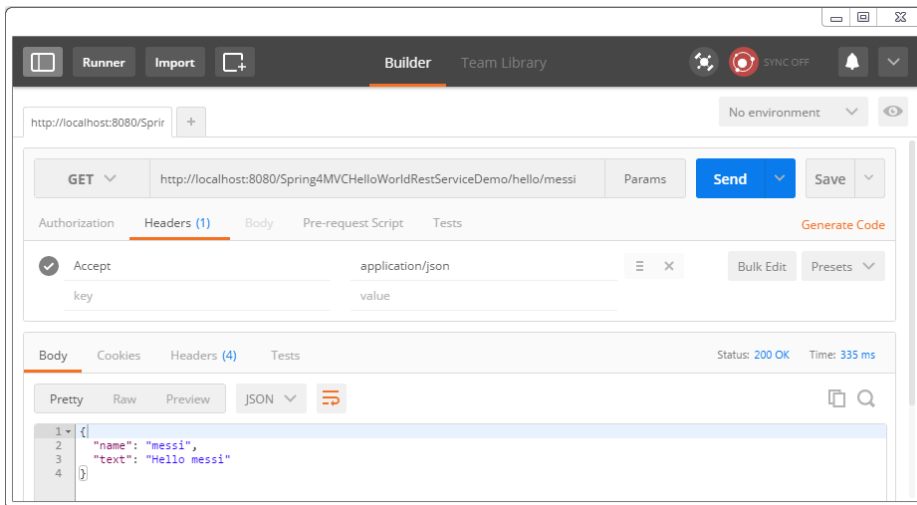 Runner Import Builder Team Library SYNC OFF
http://localhost:8080/Sprir + No environment
GET http://localhost:8080/Spring4MVCHelloWorldRestServiceDemo/hello/messi Params Send Save
Authorization Headers (1) Body Pre-request Script Tests Generate Code
Accept application/json Bulk Edit Presets
key value
Body Cookies Headers (4) Tests Status: 200 OK Time: 335 ms
Pretty Raw Preview JSON
1 {
2 "name": "messi",
3 "text": "Hello messi"
4 }